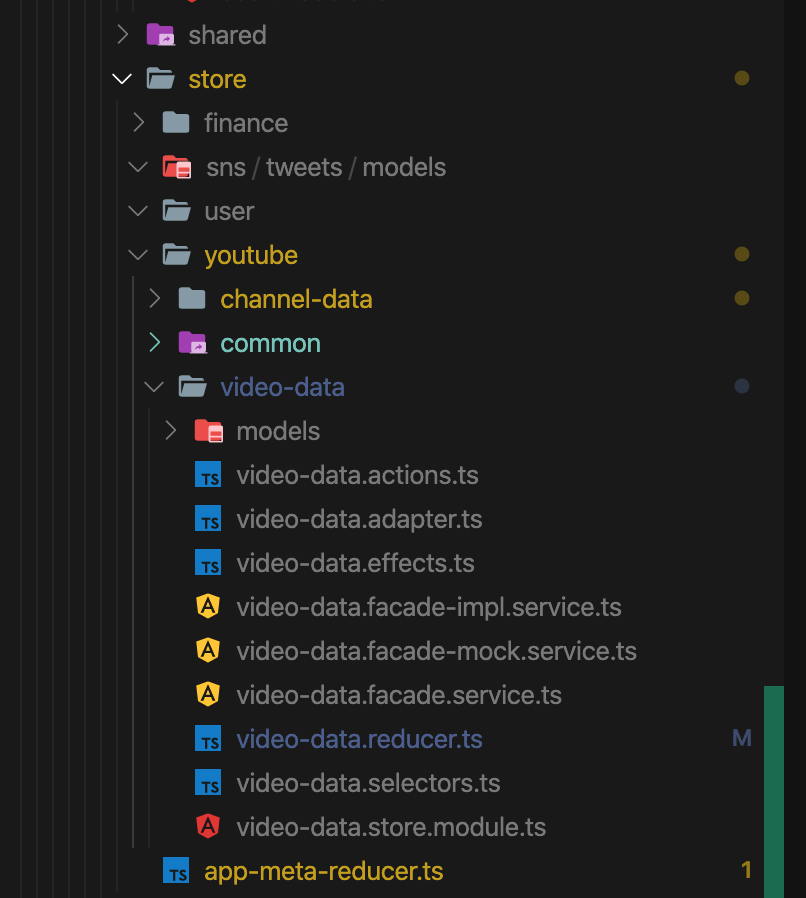 shared
store
finance
sns / tweets / models
user
youtube
channel-data
common
video-data
models
TS video-data.actions.ts
TS video-data.adapter.ts
TS video-data.effects.ts
A video-data.facade-impl.service.ts
A video-data.facade-mock.service.ts
A video-data.facade.service.ts
TS video-data.reducer.ts M
TS video-data.selectors.ts
A video-data.store.module.ts
TS app-meta-reducer.ts 1